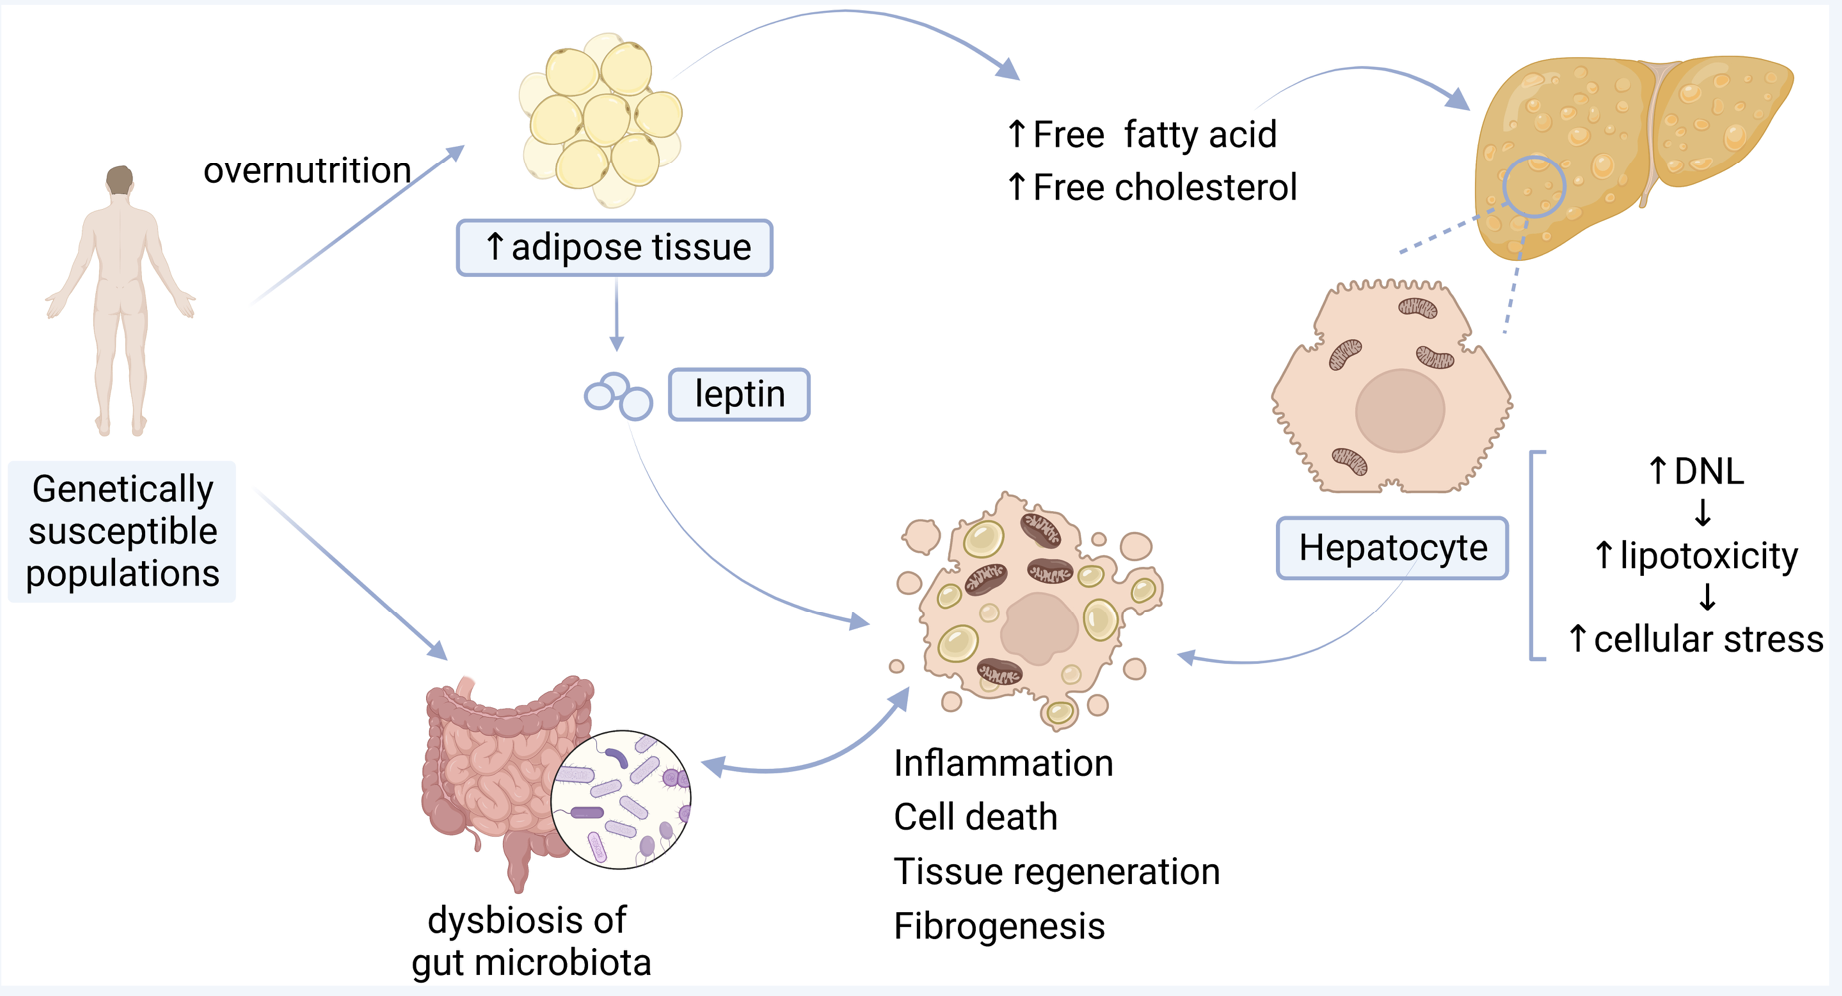 overnutrition
↑adipose tissue
leptin
Genetically
susceptible
populations
dysbiosis of
gut microbiota
↑Free fatty acid
↑Free cholesterol
Hepatocyte
↑DNL
↓
↑lipotoxicity
↓
↑cellular stress
Inflammation
Cell death
Tissue regeneration
Fibrogenesis